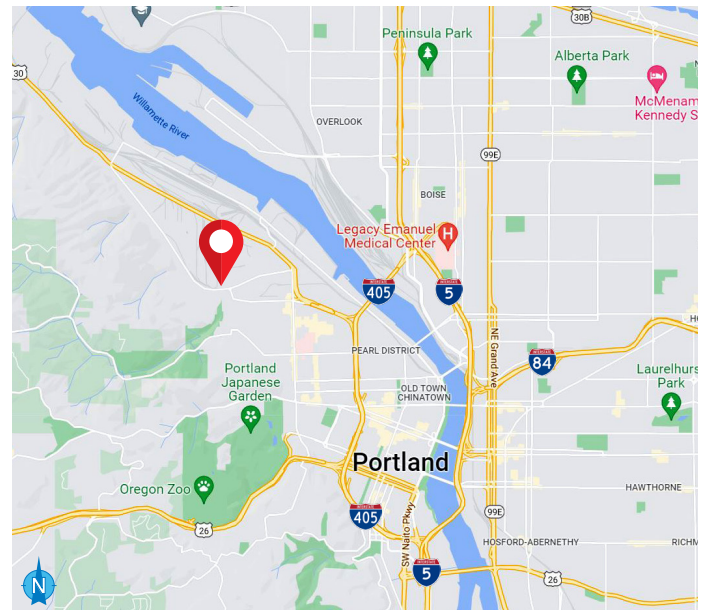 30B
Peninsula Park
Alberta Park
30
McMenam
Kennedy S
Willamette River
OVERLOOK
99E
BOISE
Legacy Emanuel
Medical Center
H
405
5
NE Grand Ave
PEARL DISTRICT
84
Portland
Japanese
Garden
Laurelhurs
Park
OLD TOWN
CHINATOWN
Portland
Oregon Zoo
HAWTHORNE
405
99E
SW Naito Pkwy
26
HOSFORD-ABERNETHY
RICHM
5
26
N